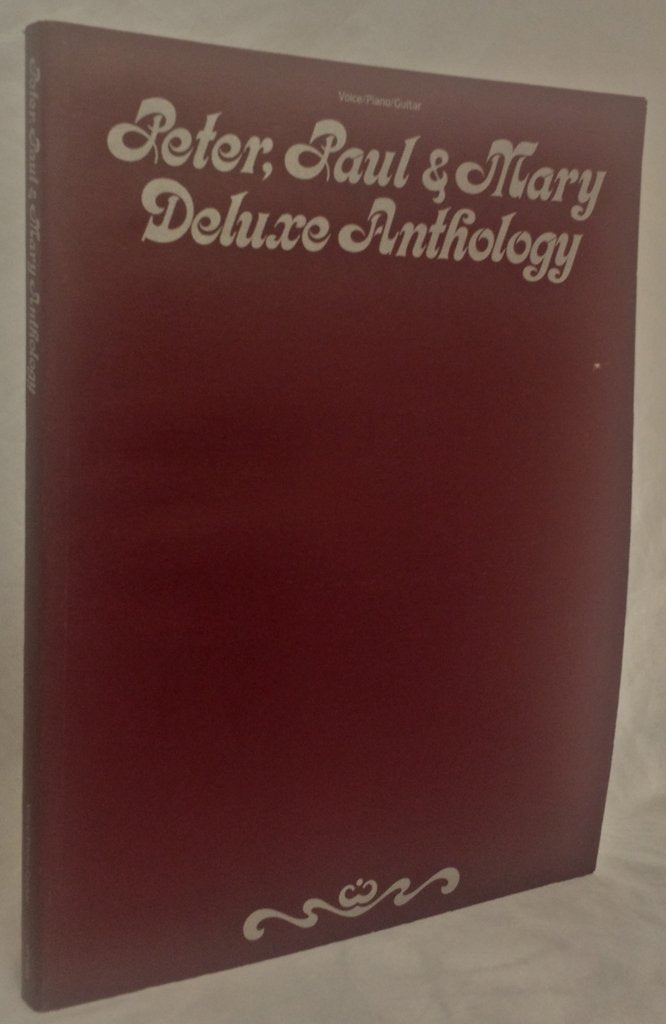 Voice/Piano/Guitar
Peter, Paul & Mary
Deluxe Anthology
Peter, Paul & Mary Anthology